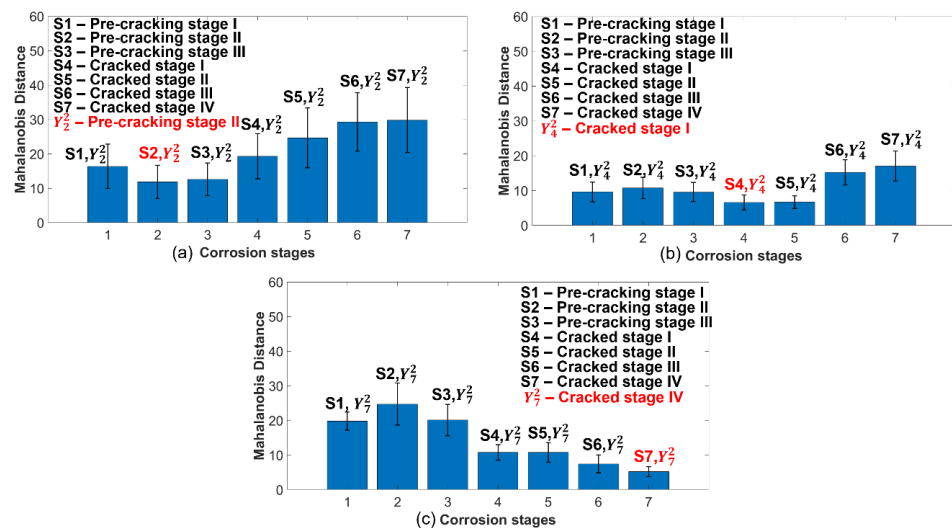 60
50
40
30
20
10
0
Mahalanobis Distance
S1 – Pre-cracking stage I
S2 – Pre-cracking stage II
S3 – Pre-cracking stage III
S4 – Cracked stage I
S5 – Cracked stage II
S6 – Cracked stage III
S7 – Cracked stage IV
Y₂² – Pre-cracking stage II
S1,Y₂² S2,Y₂² S3,Y₂² S4,Y₂² S5,Y₂² S6,Y₂² S7,Y₂²
1 2 3 4 5 6 7
(a) Corrosion stages
60
50
40
30
20
10
0
Mahalanobis Distance
S1 – Pre-cracking stage I
S2 – Pre-cracking stage II
S3 – Pre-cracking stage III
S4 – Cracked stage I
S5 – Cracked stage II
S6 – Cracked stage III
S7 – Cracked stage IV
Y₄² – Cracked stage I
S1,Y₄² S2,Y₄² S3,Y₄² S4,Y₄² S5,Y₄² S6,Y₄² S7,Y₄²
1 2 3 4 5 6 7
(b) Corrosion stages
60
50
40
30
20
10
0
Mahalanobis Distance
S1 – Pre-cracking stage I
S2 – Pre-cracking stage II
S3 – Pre-cracking stage III
S4 – Cracked stage I
S5 – Cracked stage II
S6 – Cracked stage III
S7 – Cracked stage IV
Y₇² – Cracked stage IV
S1, Y₇² S2,Y₇² S3,Y₇² S4,Y₇² S5,Y₇² S6,Y₇² S7,Y₇²
1 2 3 4 5 6 7
(c) Corrosion stages